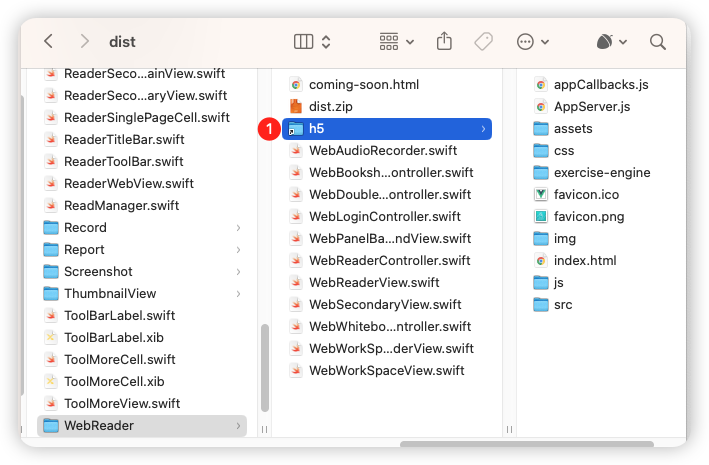 dist
ReaderSeco...ainView.swift
ReaderSeco...aryView.swift
ReaderSinglePageCell.swift
ReaderTitleBar.swift
ReaderToolBar.swift
ReaderWebView.swift
ReadManager.swift
Record
Report
Screenshot
ThumbnailView
ToolBarLabel.swift
ToolBarLabel.xib
ToolMoreCell.swift
ToolMoreCell.xib
ToolMoreView.swift
WebReader
coming-soon.html
dist.zip
1 h5
WebAudioRecorder.swift
WebBooksh...ontroller.swift
WebDouble...ontroller.swift
WebLoginController.swift
WebPanelBa...ndView.swift
WebReaderController.swift
WebReaderView.swift
WebSecondaryView.swift
WebWhitebo...ntroller.swift
WebWorkSp...derView.swift
WebWorkSpaceView.swift
appCallbacks.js
AppServer.js
assets
css
exercise-engine
favicon.ico
favicon.png
img
index.html
js
src